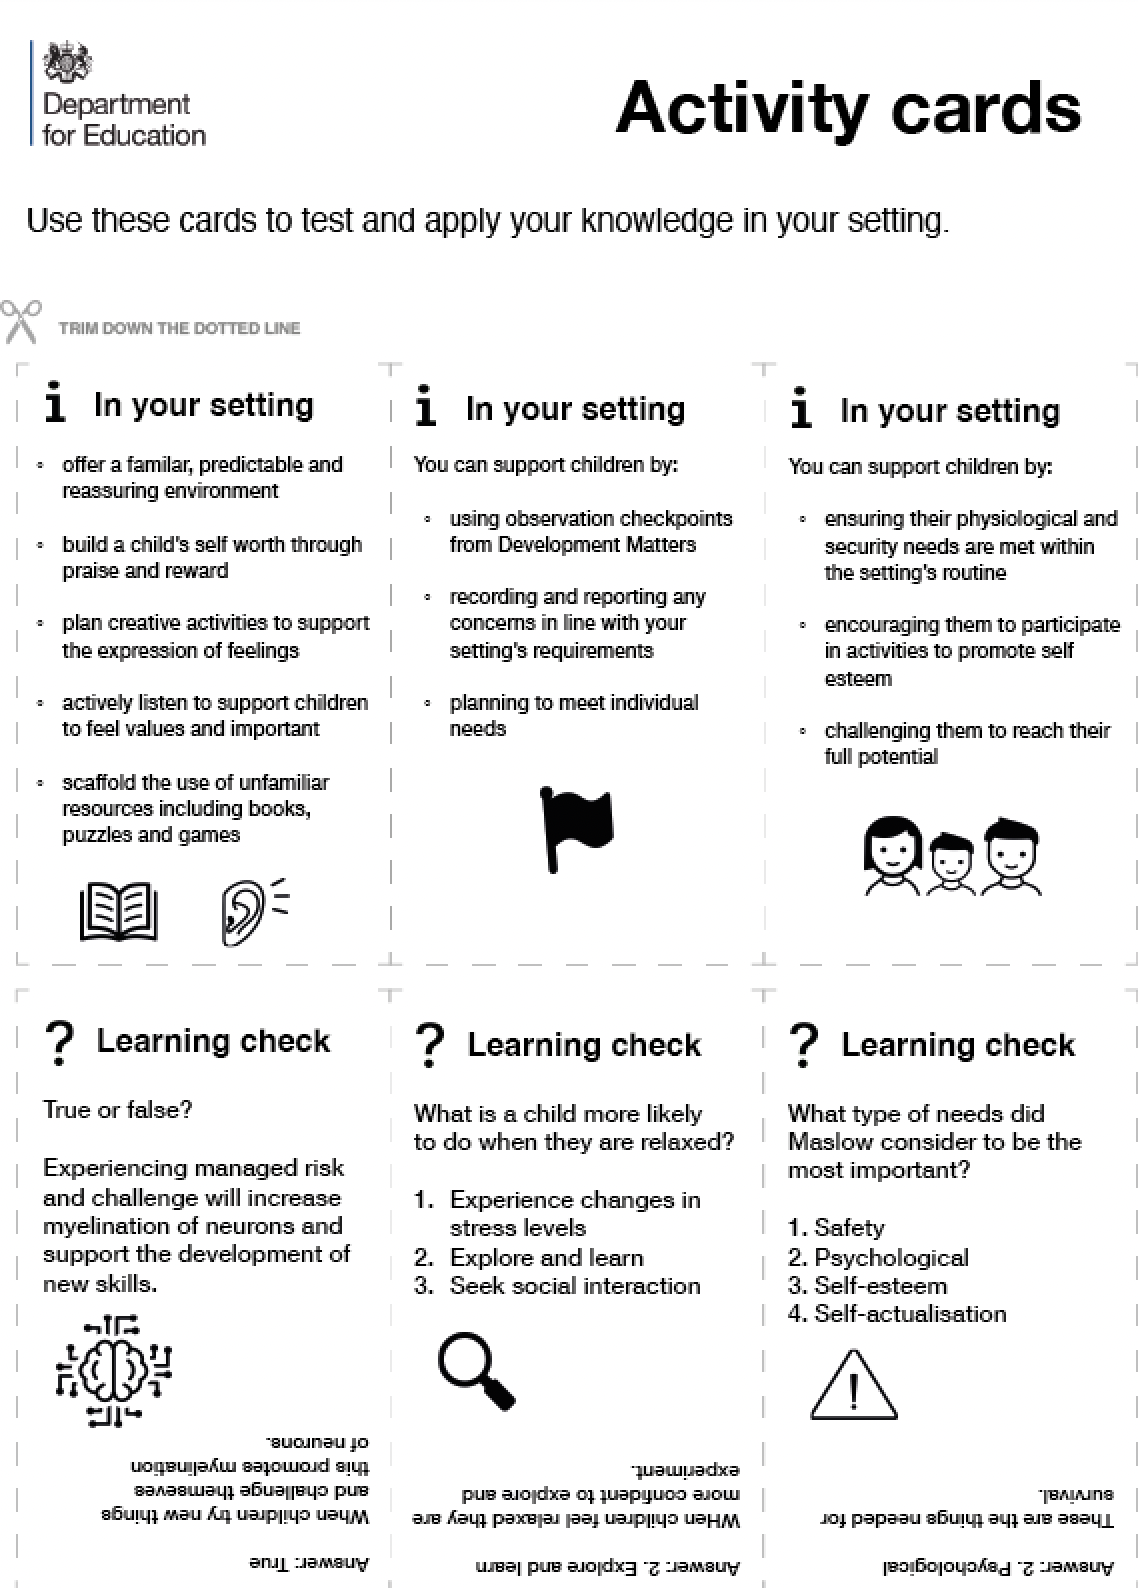 Department
for Education
Activity cards
Use these cards to test and apply your knowledge in your setting.
TRIM DOWN THE DOTTED LINE
i In your setting
◦ offer a familar, predictable and
reassuring environment
◦ build a child's self worth through
praise and reward
◦ plan creative activities to support
the expression of feelings
◦ actively listen to support children
to feel values and important
◦ scaffold the use of unfamiliar
resources including books,
puzzles and games
i In your setting
You can support children by:
◦ using observation checkpoints
from Development Matters
◦ recording and reporting any
concerns in line with your
setting's requirements
◦ planning to meet individual
needs
i In your setting
You can support children by:
◦ ensuring their physiological and
security needs are met within
the setting's routine
◦ encouraging them to participate
in activities to promote self
esteem
◦ challenging them to reach their
full potential
? Learning check
True or false?
Experiencing managed risk
and challenge will increase
myelination of neurons and
support the development of
new skills.
Answer: True
When children try new things
and challenge themseves
this promotes myelination
of neurons.
? Learning check
What is a child more likely
to do when they are relaxed?
1. Experience changes in
stress levels
2. Explore and learn
3. Seek social interaction
Answer: 2. Explore and learn
WHen children feel relaxed they are
more confident to explore and
experiment.
? Learning check
What type of needs did
Maslow consider to be the
most important?
1. Safety
2. Psychological
3. Self-esteem
4. Self-actualisation
!
Answer: 2. Psychological
These are the things needed for
survival.